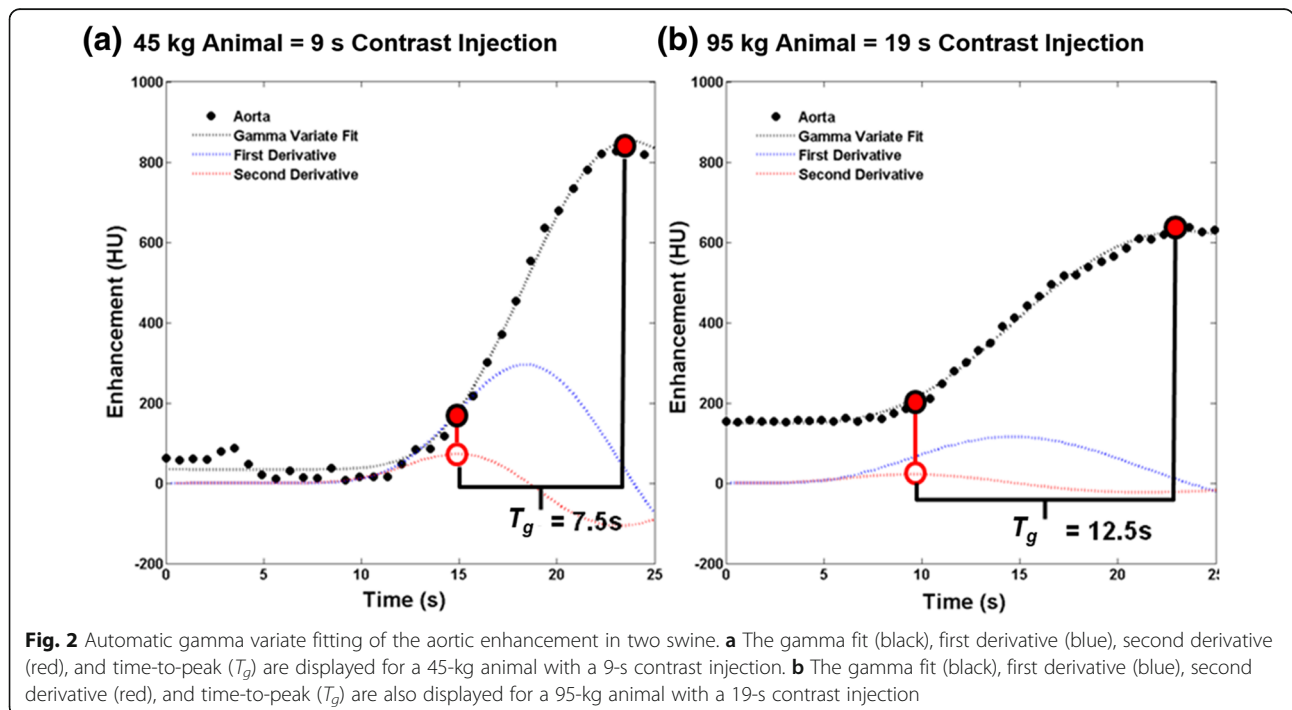 (a) 45 kg Animal = 9 s Contrast Injection
1000
800
600
400
200
0
-200
Enhancement (HU)
Aorta
Gamma Variate Fit
First Derivative
Second Derivative
Tg = 7.5s
0 5 10 15 20 25
Time (s)
(b) 95 kg Animal = 19 s Contrast Injection
1000
800
600
400
200
0
-200
Enhancement (HU)
Aorta
Gamma Variate Fit
First Derivative
Second Derivative
Tg = 12.5s
0 5 10 15 20 25
Time (s)
Fig. 2 Automatic gamma variate fitting of the aortic enhancement in two swine. a The gamma fit (black), first derivative (blue), second derivative
(red), and time-to-peak (Tg) are displayed for a 45-kg animal with a 9-s contrast injection. b The gamma fit (black), first derivative (blue), second
derivative (red), and time-to-peak (Tg) are also displayed for a 95-kg animal with a 19-s contrast injection